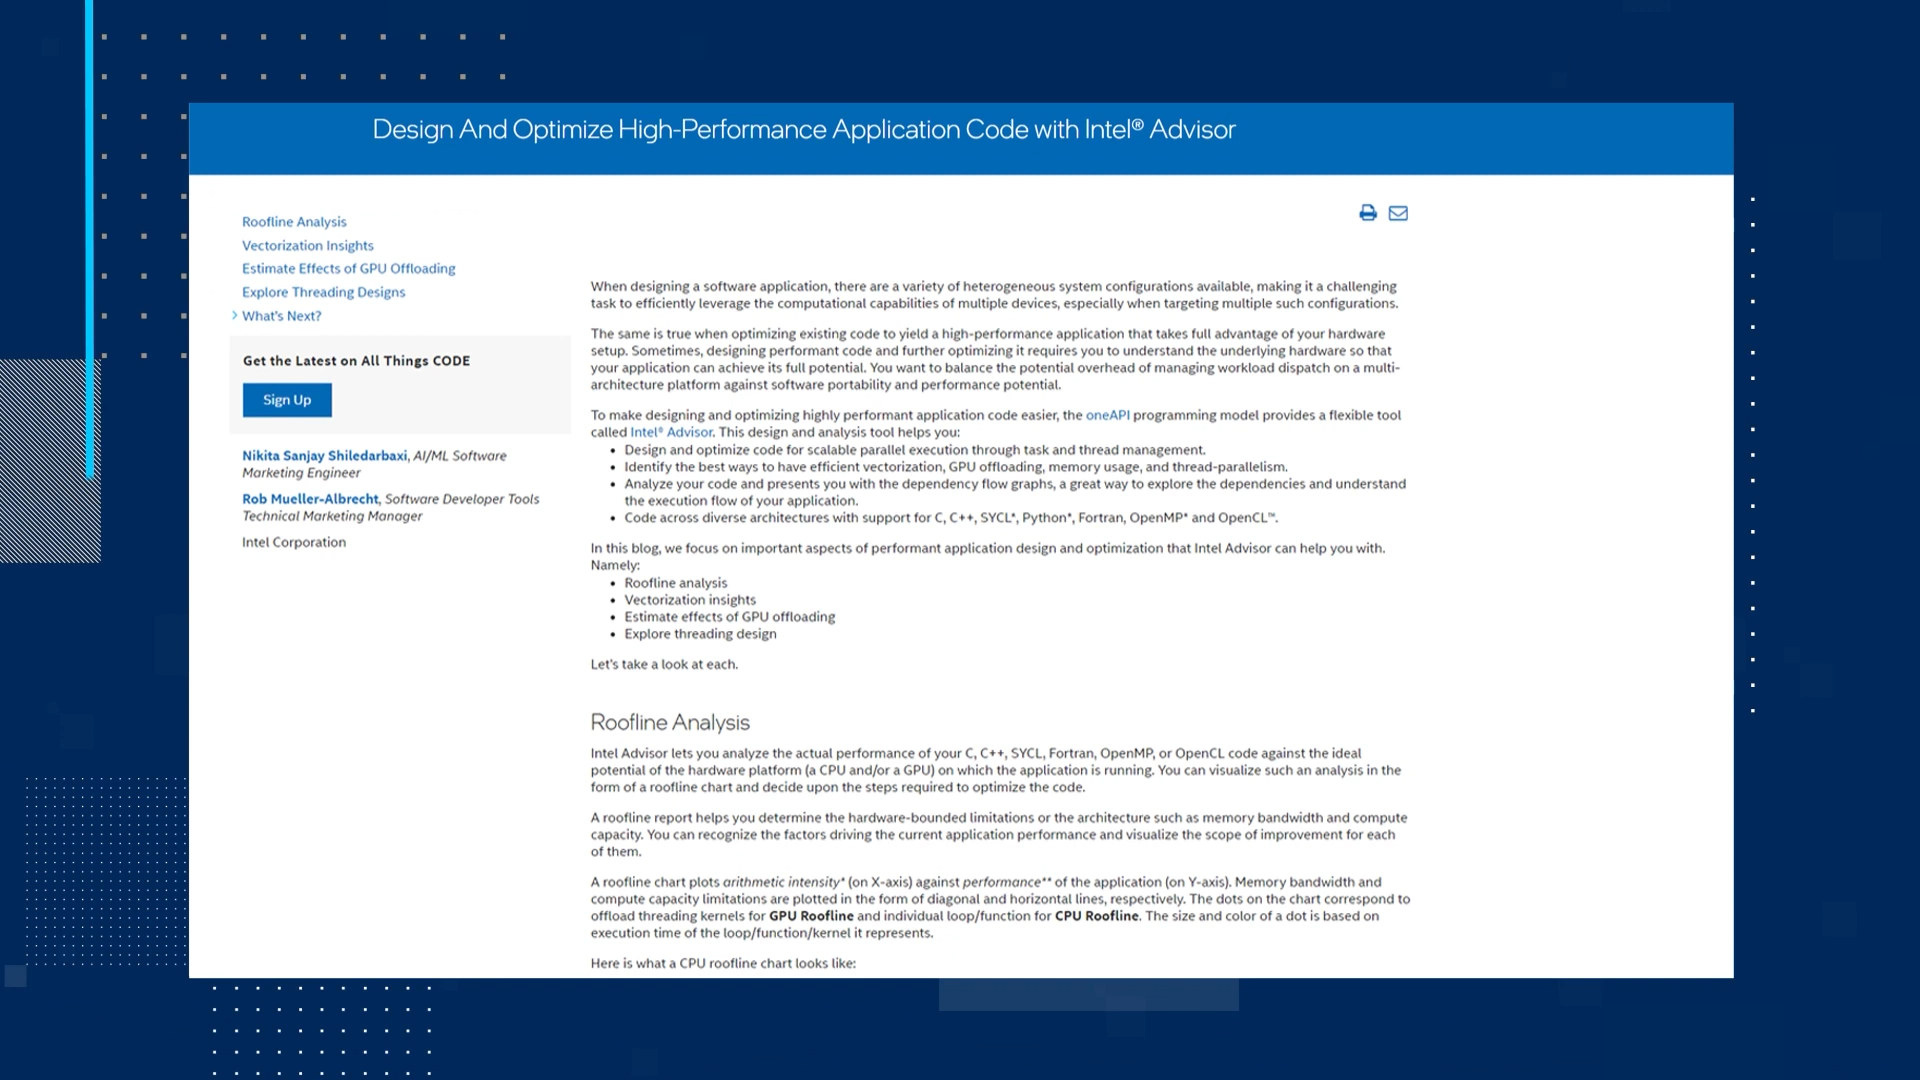 Design And Optimize High-Performance Application Code with Intel® Advisor
Roofline Analysis
Vectorization Insights
Estimate Effects of GPU Offloading
Explore Threading Designs
What's Next?
Get the Latest on All Things CODE
Sign Up
Nikita Sanjay Shiledarbaxi, AI/ML Software
Marketing Engineer
Rob Mueller-Albrecht, Software Developer Tools
Technical Marketing Manager
Intel Corporation
When designing a software application, there are a variety of heterogeneous system configurations available, making it a challenging
task to efficiently leverage the computational capabilities of multiple devices, especially when targeting multiple such configurations.
The same is true when optimizing existing code to yield a high-performance application that takes full advantage of your hardware
setup. Sometimes, designing performant code and further optimizing it requires you to understand the underlying hardware so that
your application can achieve its full potential. You want to balance the potential overhead of managing workload dispatch on a multi-
architecture platform against software portability and performance potential.
To make designing and optimizing highly performant application code easier, the oneAPI programming model provides a flexible tool
called Intel® Advisor. This design and analysis tool helps you:
• Design and optimize code for scalable parallel execution through task and thread management.
• Identify the best ways to have efficient vectorization, GPU offloading, memory usage, and thread-parallelism.
• Analyze your code and presents you with the dependency flow graphs, a great way to explore the dependencies and understand
the execution flow of your application.
• Code across diverse architectures with support for C, C++, SYCL*, Python*, Fortran, OpenMP* and OpenCL™.
In this blog, we focus on important aspects of performant application design and optimization that Intel Advisor can help you with.
Namely:
• Roofline analysis
• Vectorization insights
• Estimate effects of GPU offloading
• Explore threading design
Let's take a look at each.
Roofline Analysis
Intel Advisor lets you analyze the actual performance of your C, C++, SYCL, Fortran, OpenMP, or OpenCL code against the ideal
potential of the hardware platform (a CPU and/or a GPU) on which the application is running. You can visualize such an analysis in the
form of a roofline chart and decide upon the steps required to optimize the code.
A roofline report helps you determine the hardware-bounded limitations or the architecture such as memory bandwidth and compute
capacity. You can recognize the factors driving the current application performance and visualize the scope of improvement for each
of them.
A roofline chart plots arithmetic intensity* (on X-axis) against performance** of the application (on Y-axis). Memory bandwidth and
compute capacity limitations are plotted in the form of diagonal and horizontal lines, respectively. The dots on the chart correspond to
offload threading kernels for GPU Roofline and individual loop/function for CPU Roofline. The size and color of a dot is based on
execution time of the loop/function/kernel it represents.
Here is what a CPU roofline chart looks like: